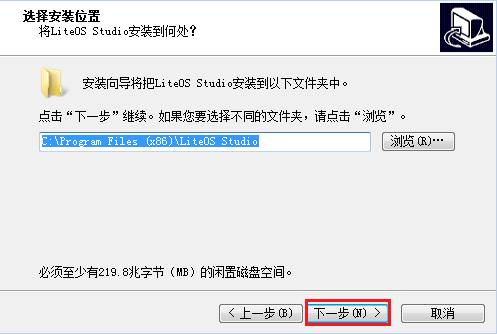 选择安装位置
将LiteOS Studio安装到何处？
安装向导将把LiteOS Studio安装到以下文件夹中。
点击“下一步”继续。如果您要选择不同的文件夹，请点击“浏览”。
C:\Program Files (x86)\LiteOS Studio
浏览(R)...
必须至少有219.8兆字节（MB）的闲置磁盘空间。
< 上一步(B)
下一步(N) >
取消